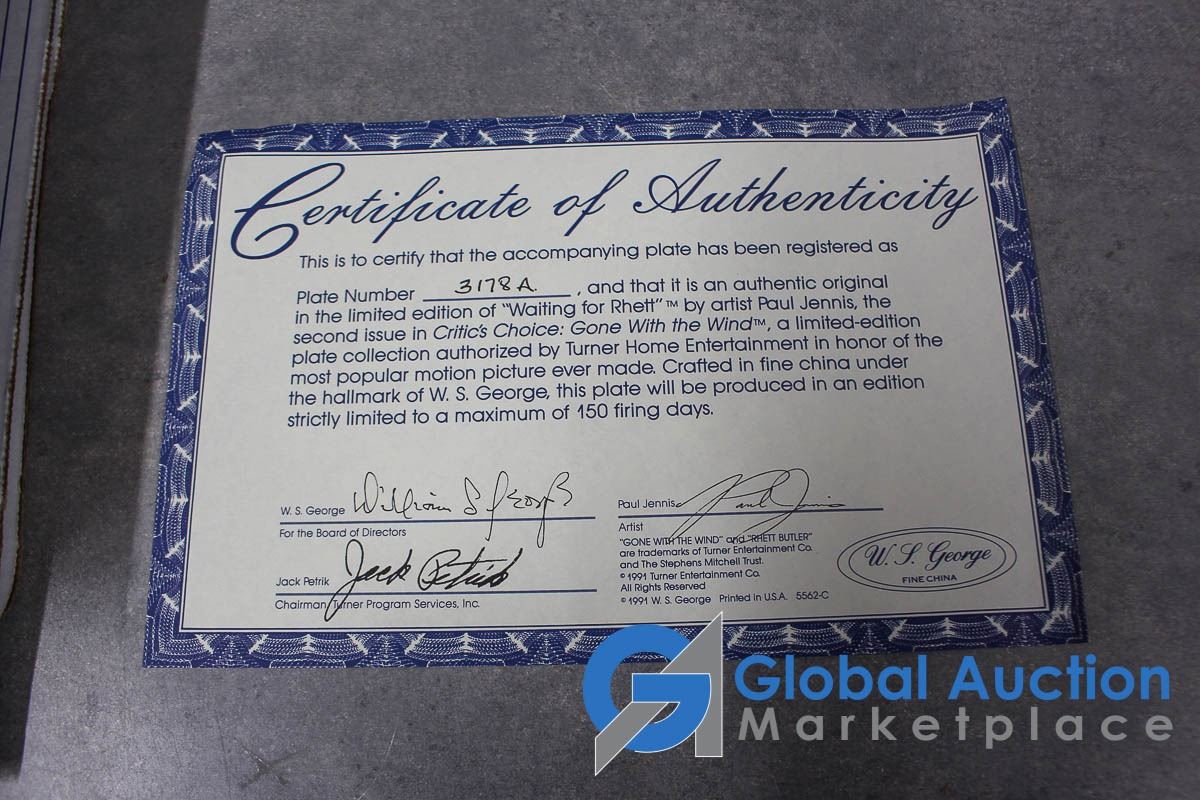 Certificate of Authenticity
This is to certify that the accompanying plate has been registered as
Plate Number 3178A. , and that it is an authentic original
in the limited edition of "Waiting for Rhett"™ by artist Paul Jennis, the
second issue in Critic's Choice: Gone With the Wind™, a limited-edition
plate collection authorized by Turner Home Entertainment in honor of the
most popular motion picture ever made. Crafted in fine china under
the hallmark of W. S. George, this plate will be produced in an edition
strictly limited to a maximum of 150 firing days.
W. S. George William S George
For the Board of Directors
Jack Petrik Jack Petrik
Chairman, Turner Program Services, Inc.
Paul Jennis Paul Jennis
Artist
"GONE WITH THE WIND" and "RHETT BUTLER"
are trademarks of Turner Entertainment Co.
and The Stephens Mitchell Trust.
© 1991 Turner Entertainment Co.
All Rights Reserved
© 1991 W. S. George Printed in U.S.A. 5562-C
W. S. George
FINE CHINA
GA Global Auction
Marketplace